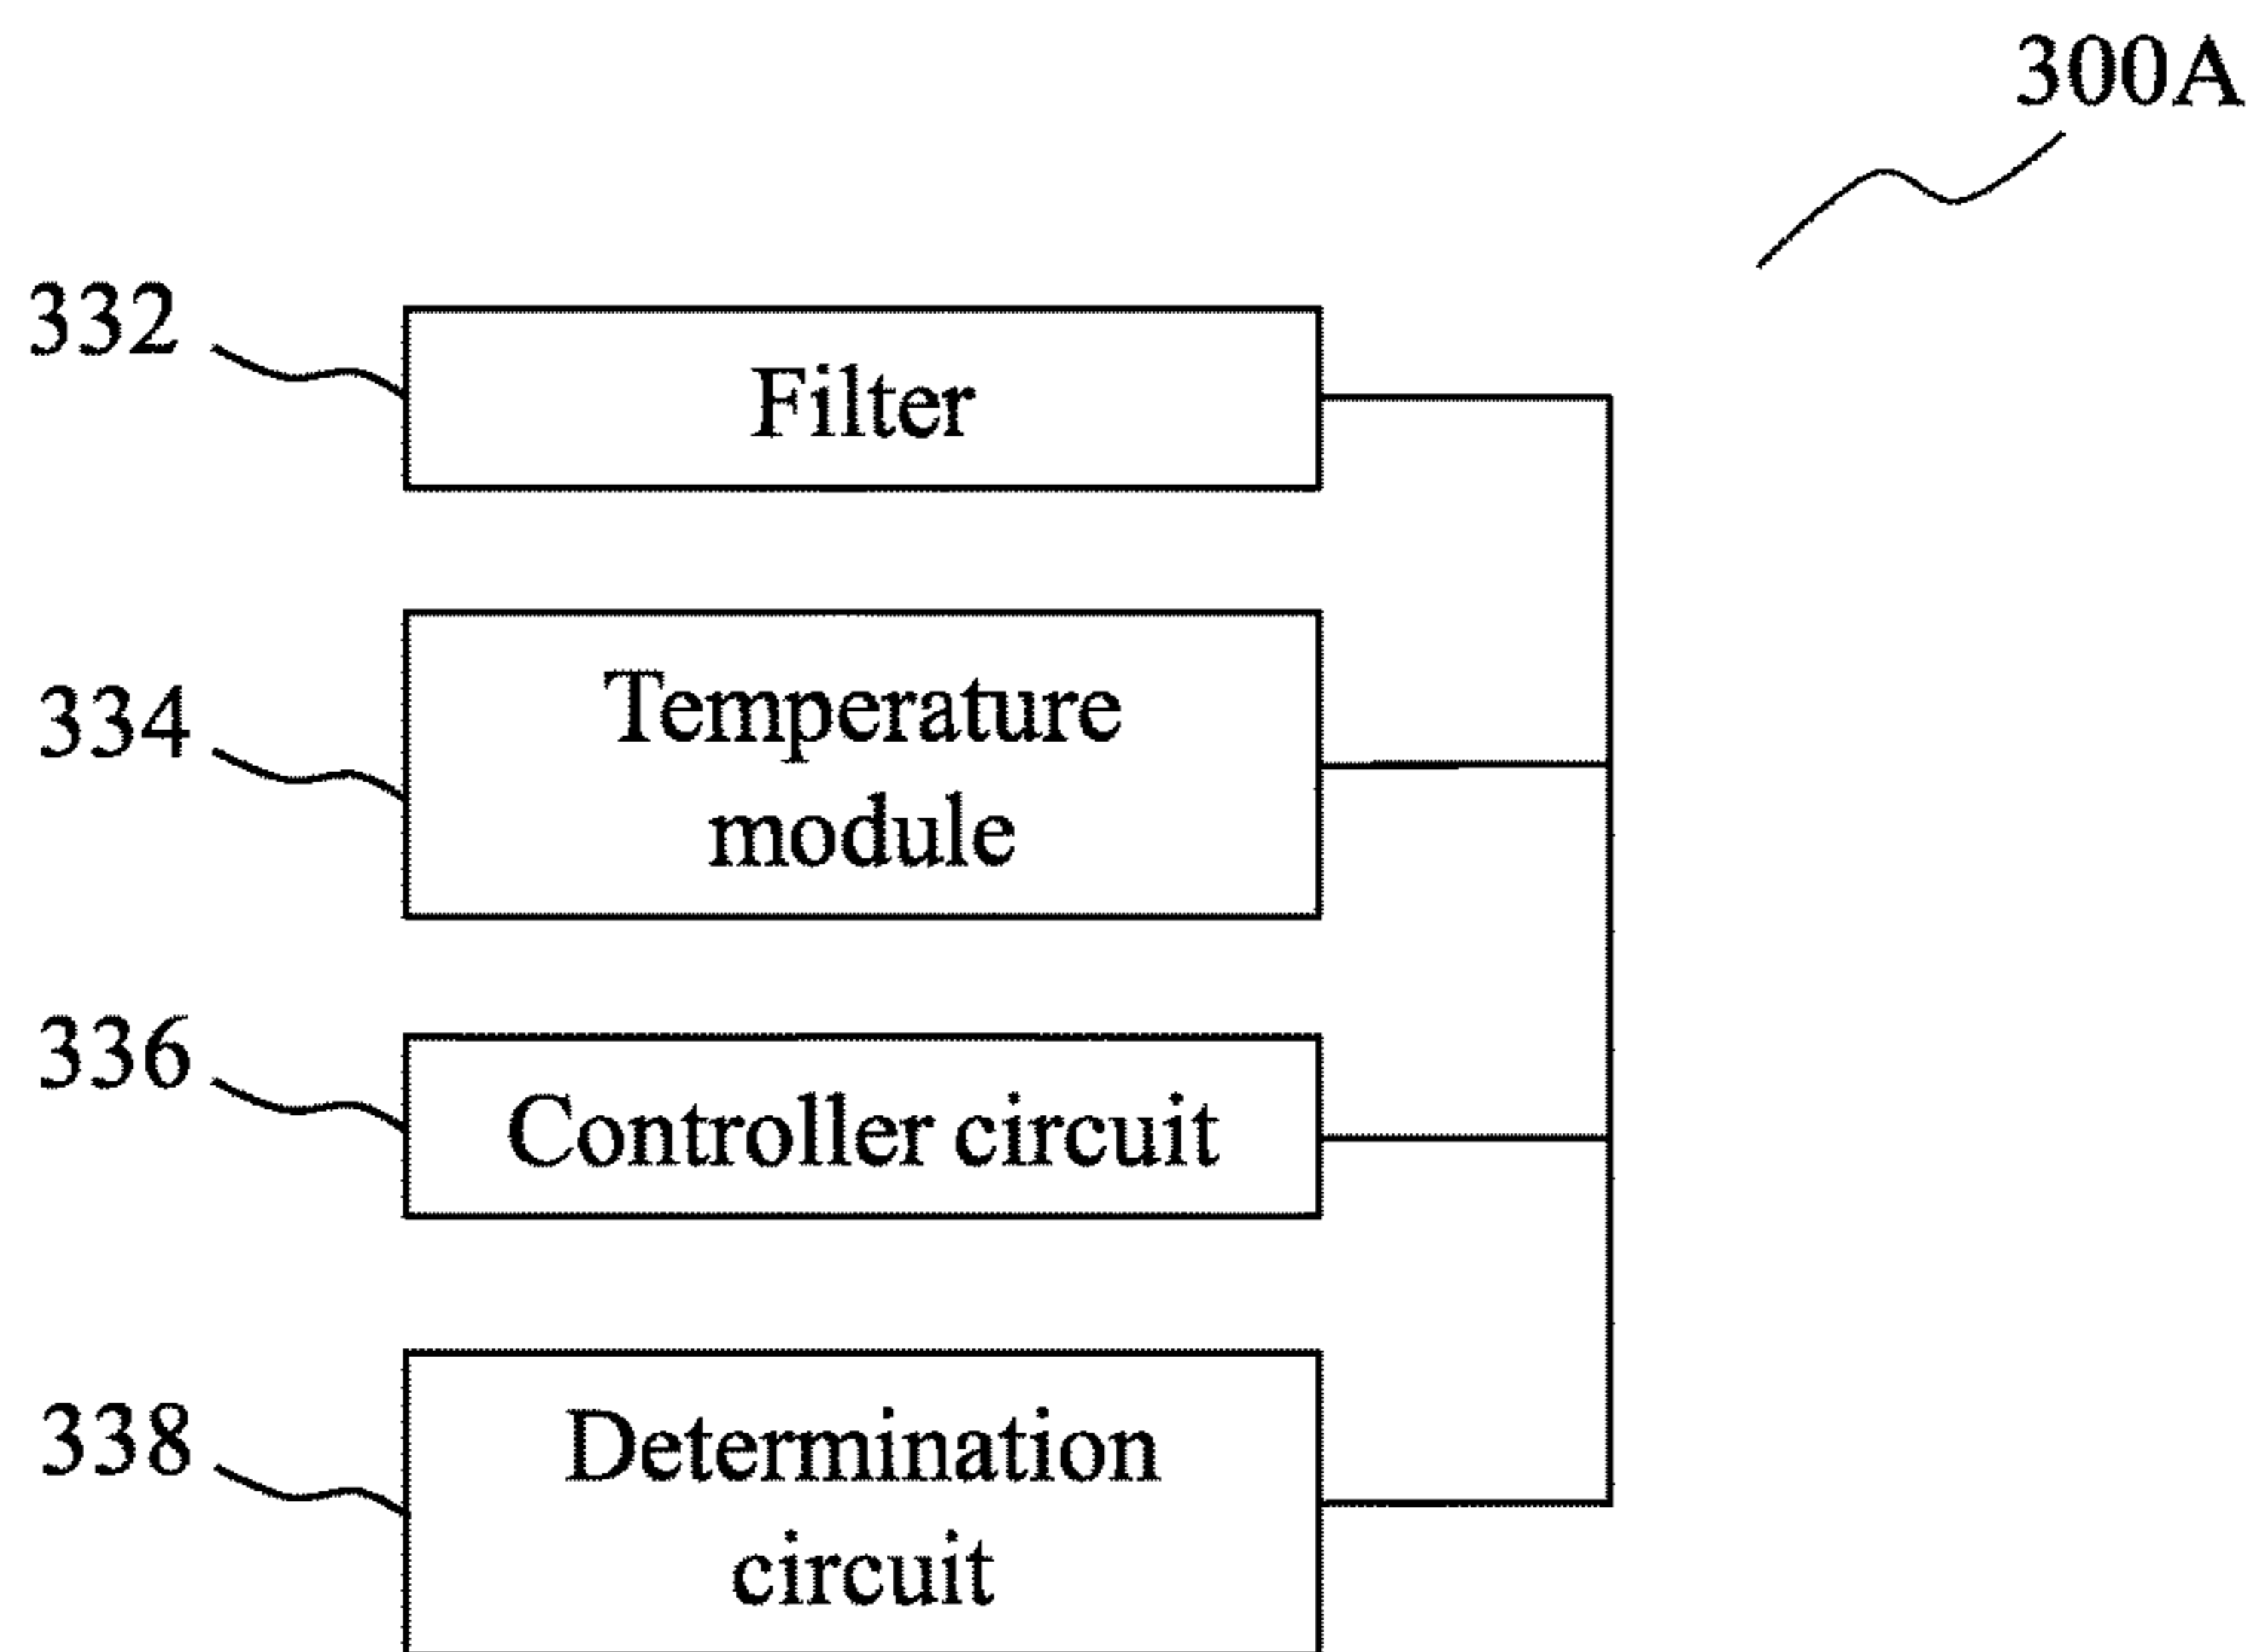 300A
332
Filter
334
Temperature
module
336
Controller circuit
338
Determination
circuit